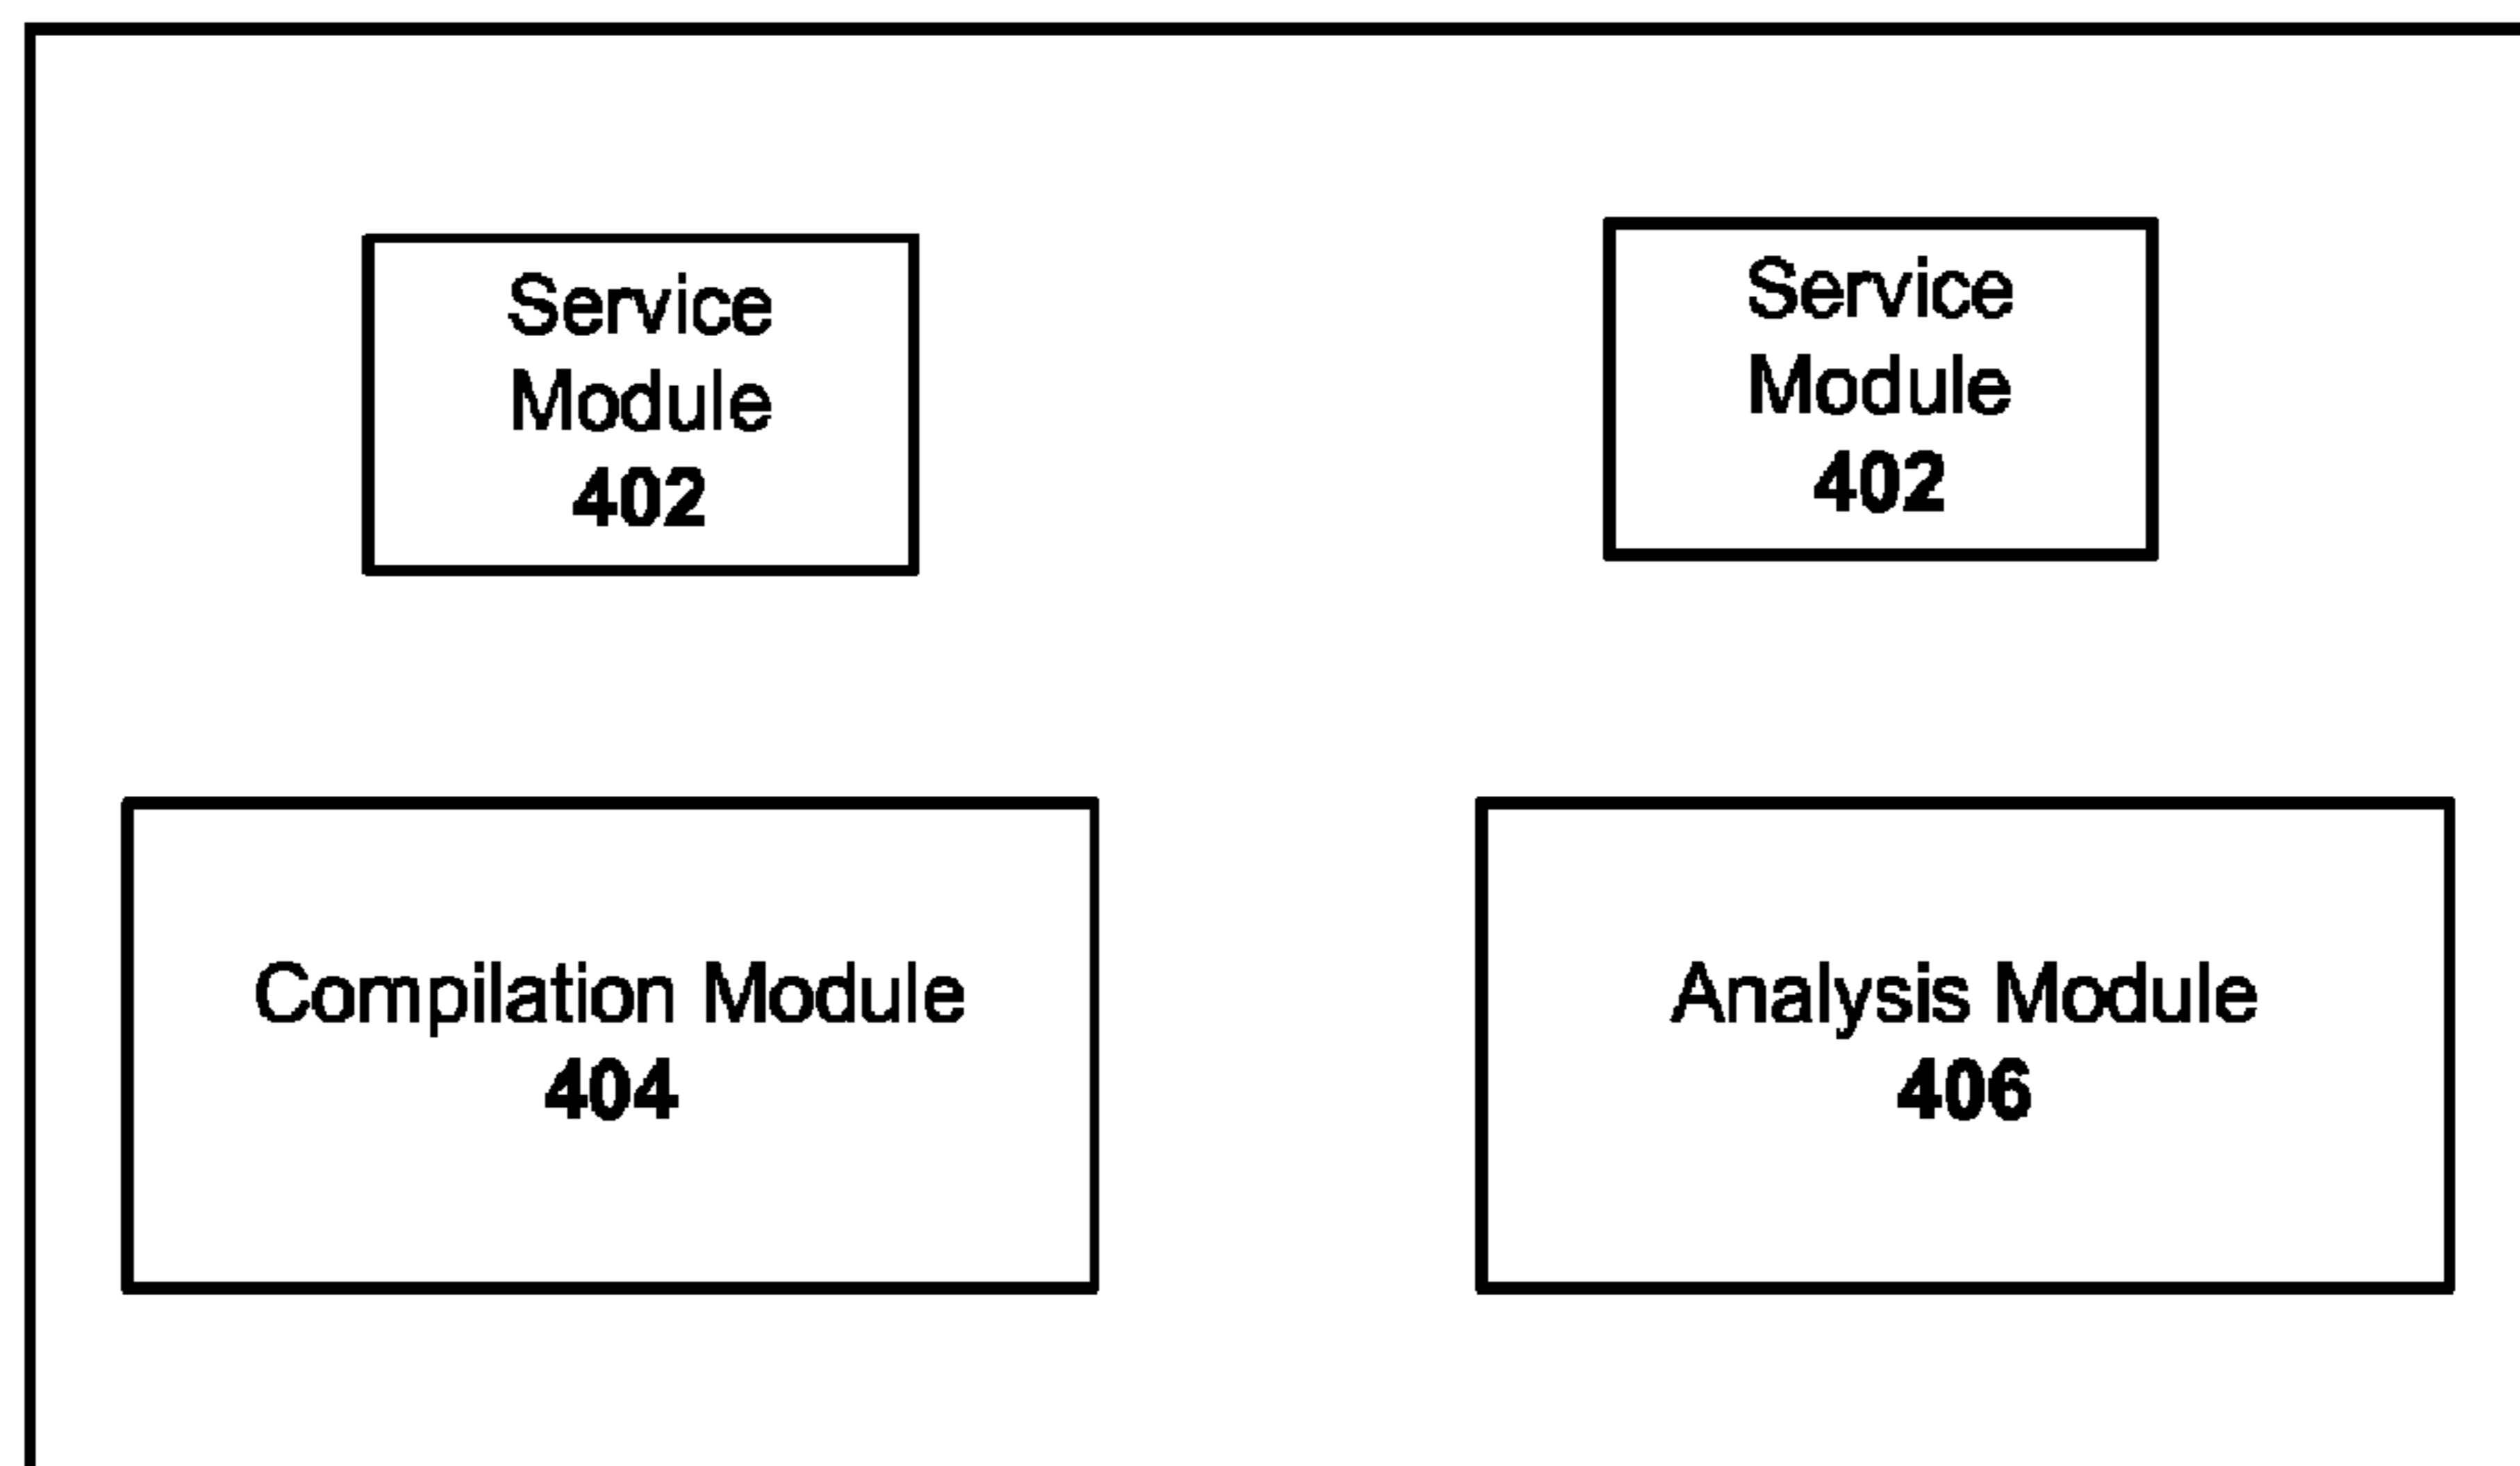 Service
Module
402
Service
Module
402
Compilation Module
404
Analysis Module
406